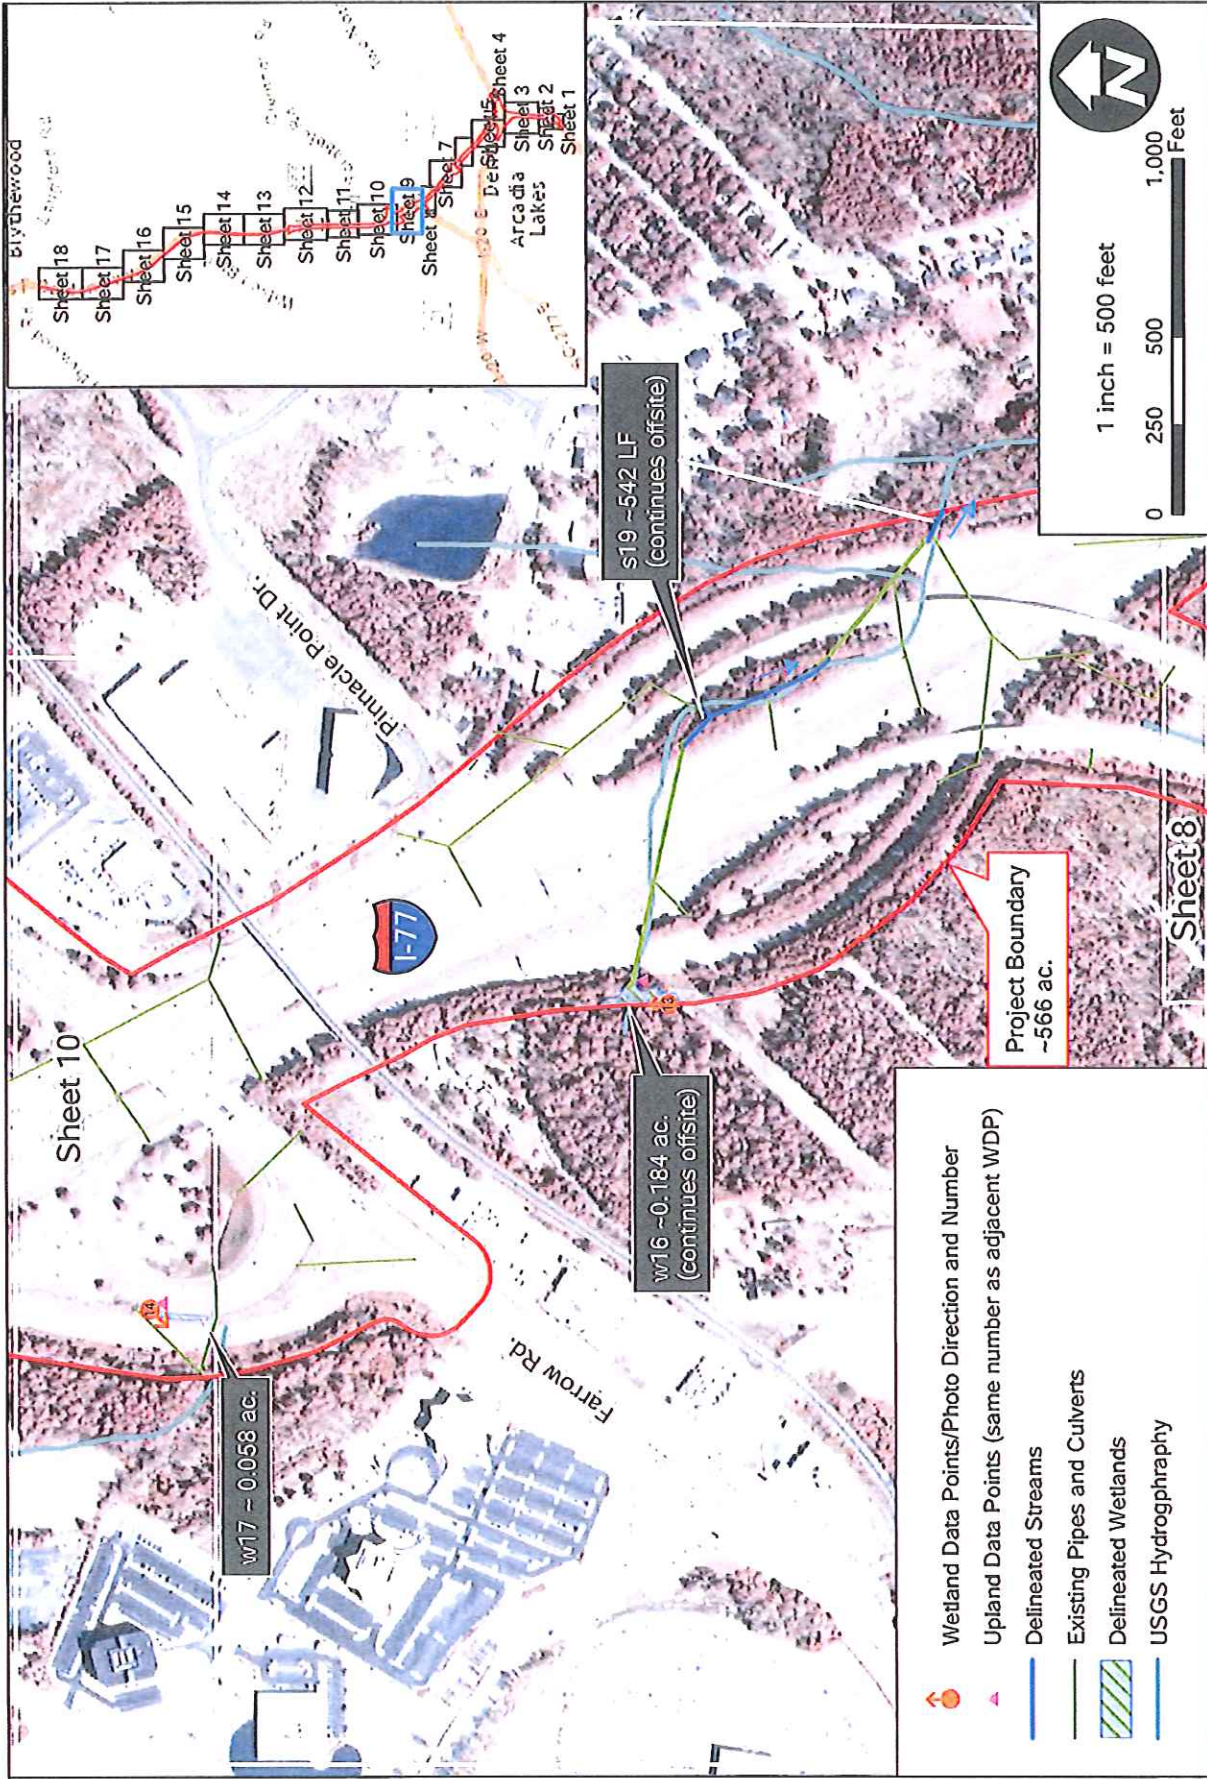 Blythewood
Sheet 18
Sheet 17
Sheet 16
Sheet 15
Sheet 14
Sheet 13
Sheet 12
Sheet 11
Sheet 10
Sheet 9
Sheet 8
Sheet 7
Sheet 4
Sheet 3
Sheet 2
Sheet 1
Arcadia
Lakes
Sheet 10
Pinnacle Point Dr.
I-77
14
w17 ~ 0.058 ac.
Farrow Rd.
s19 ~542 LF
(continues offsite)
w16 ~0.184 ac.
(continues offsite)
13
Project Boundary
~566 ac.
Sheet 8
N
1 inch = 500 feet
0 250 500 1,000
Feet
Wetland Data Points/Photo Direction and Number
Upland Data Points (same number as adjacent WDP)
Delineated Streams
Existing Pipes and Culverts
Delineated Wetlands
USGS Hydrogphraphy